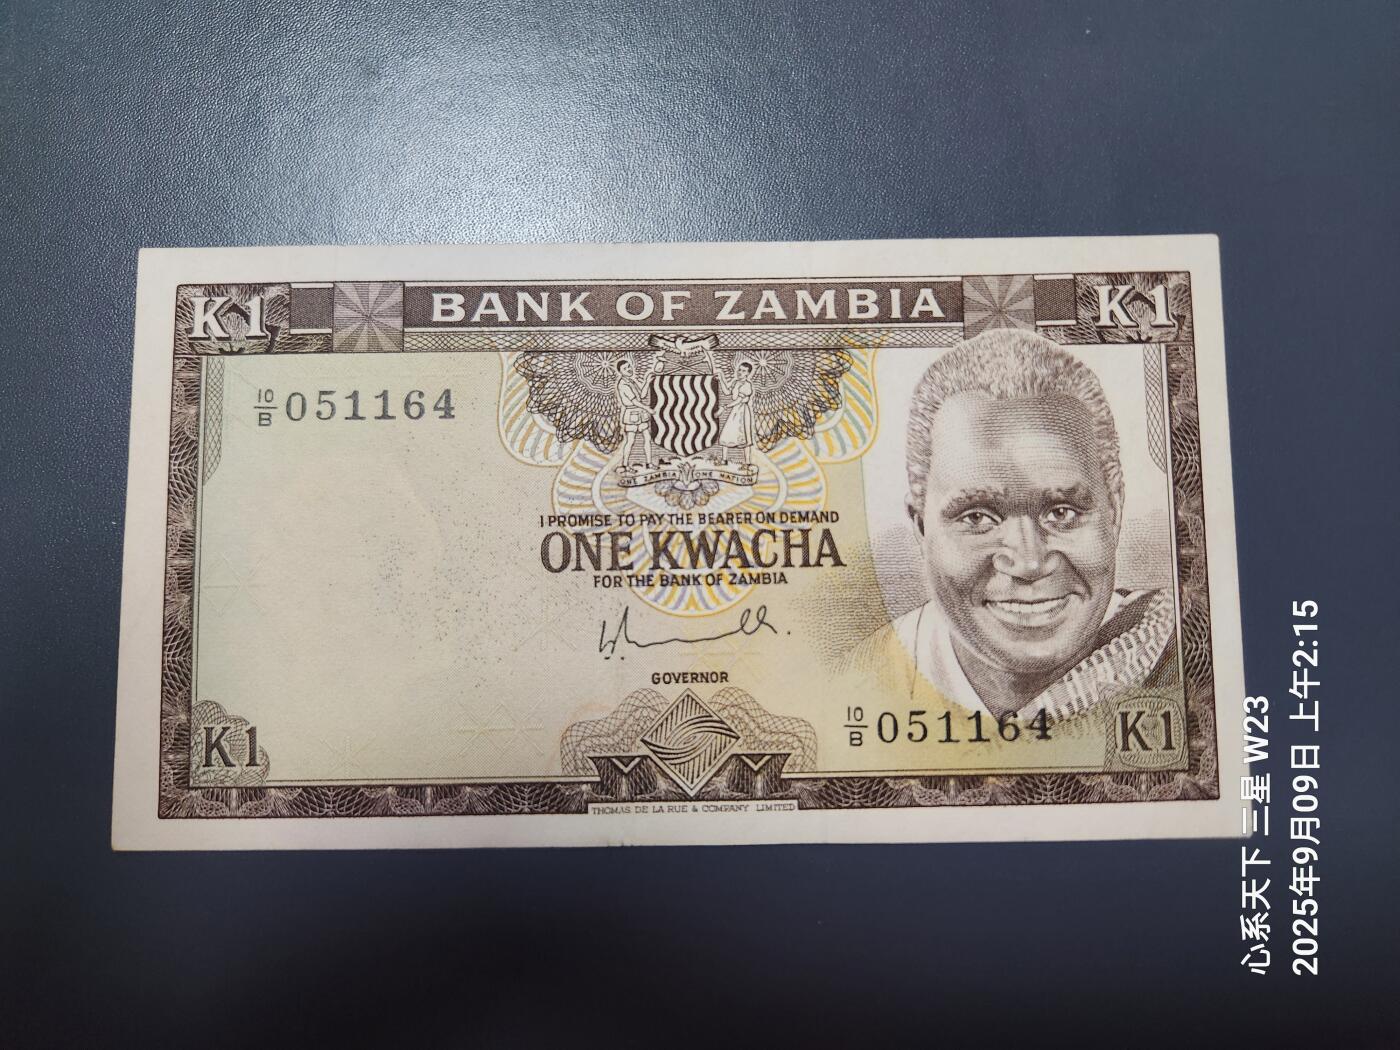 K1
BANK OF ZAMBIA
K1
10/B 051164
ONE ZAMBIA ONE NATION
I PROMISE TO PAY THE BEARER ON DEMAND
ONE KWACHA
FOR THE BANK OF ZAMBIA
GOVERNOR
10/B 051164
K1
K1
THOMAS DE LA RUE & COMPANY LIMITED
心系天下 三星 W23
2025年9月09日 上午2:15